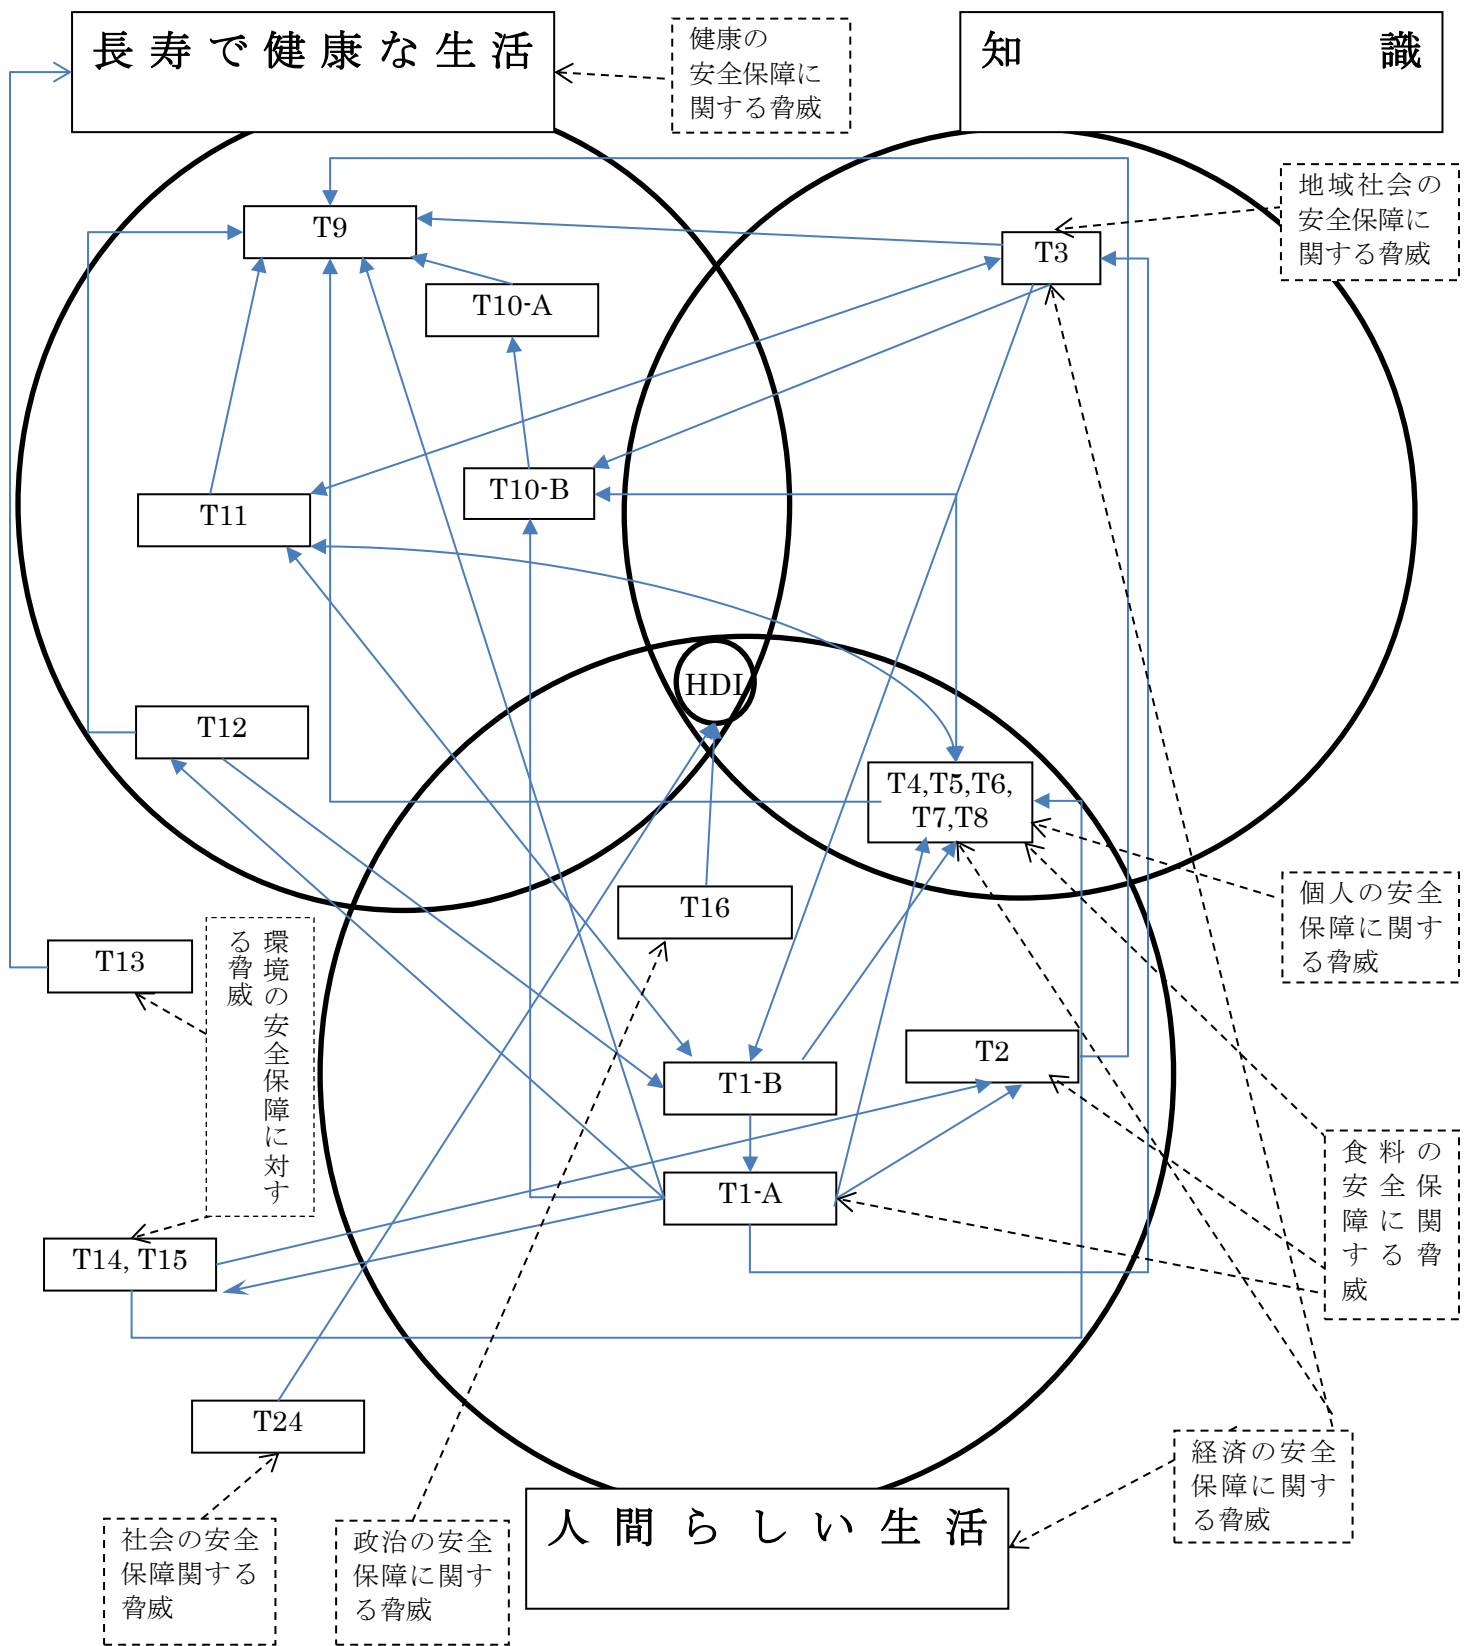 長寿で健康な生活
健康の
安全保障に
関する脅威
知識
地域社会の
安全保障に
関する脅威
T9
T3
T10-A
T10-B
T11
HDI
T12
T4,T5,T6,
T7,T8
T16
個人の安全
保障に関す
る脅威
環境の安全保障に対す
る脅威
T13
T2
T1-B
T1-A
食料の
安全保
障に関
する脅
威
T14, T15
T24
経済の安全
保障に関す
る脅威
社会の安全
保障関する
脅威
政治の安全
保障に関す
る脅威
人間らしい生活